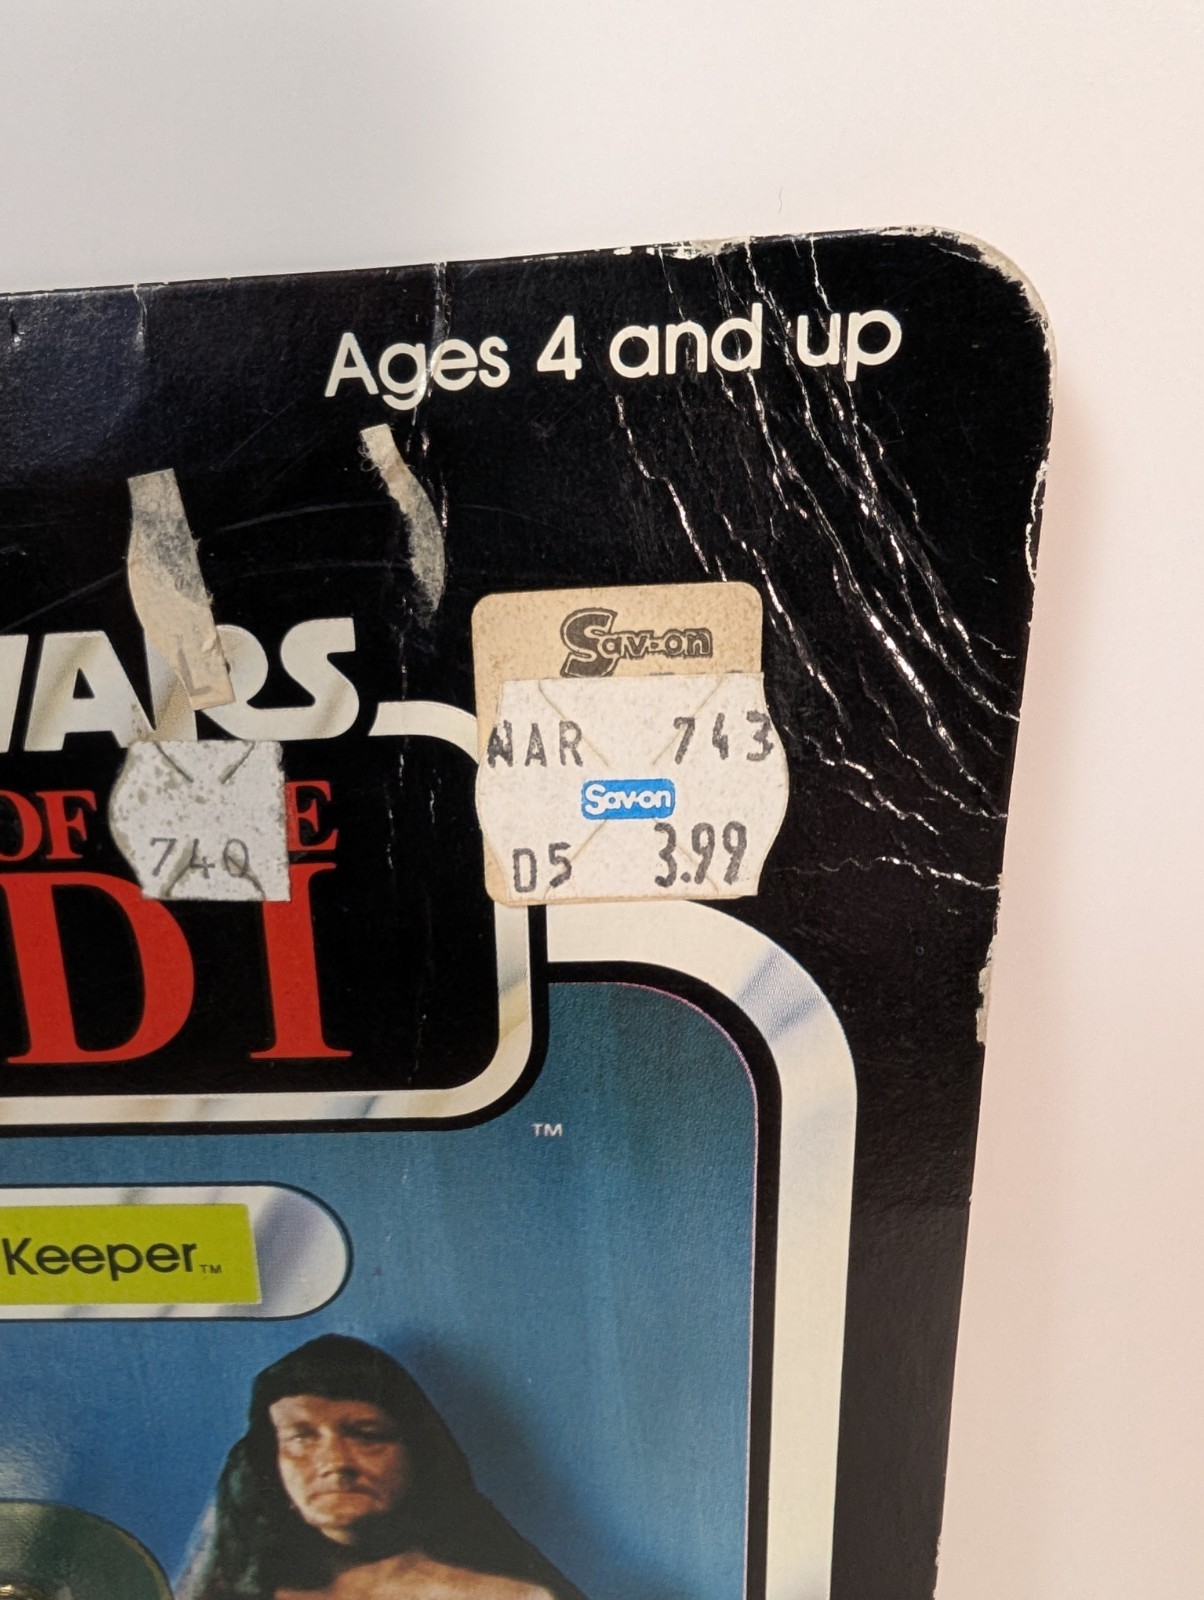 Ages 4 and up
WARS
Sav-on
NAR 743
Sav-on
D5 3.99
OF E
740
DI
TM
Keeper TM